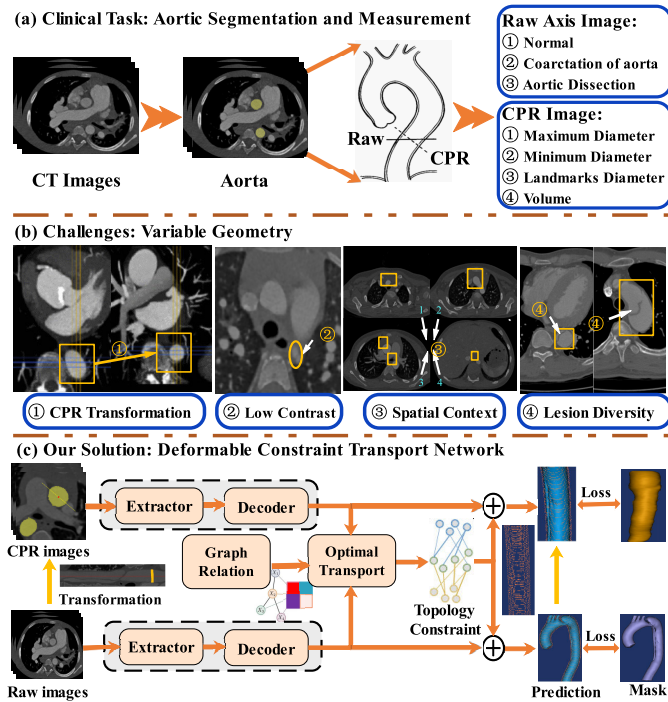 (a) Clinical Task: Aortic Segmentation and Measurement
CT Images
Aorta
Raw
CPR
Raw Axis Image:
① Normal
② Coarctation of aorta
③ Aortic Dissection
CPR Image:
① Maximum Diameter
② Minimum Diameter
③ Landmarks Diameter
④ Volume
(b) Challenges: Variable Geometry
①
②
1
2
③
3
4
④
④
① CPR Transformation
② Low Contrast
③ Spatial Context
④ Lesion Diversity
(c) Our Solution: Deformable Constraint Transport Network
Extractor
Decoder
Loss
CPR images
Graph
Relation
Optimal
Transport
Transformation
Topology
Constraint
Extractor
Decoder
Loss
Raw images
Prediction
Mask